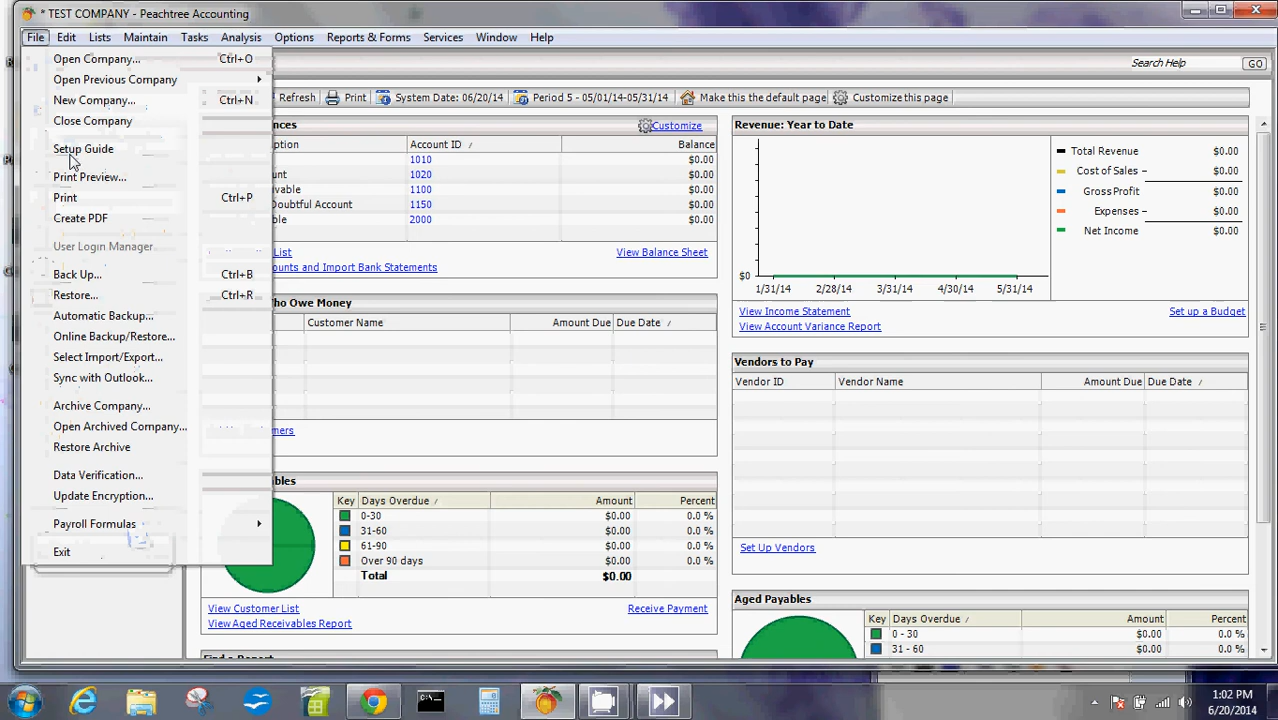 * TEST COMPANY - Peachtree Accounting
File Edit Lists Maintain Tasks Analysis Options Reports & Forms Services Window Help
Search Help GO
Refresh Print System Date: 06/20/14 Period 5 - 05/01/14-05/31/14 Make this the default page Customize this page
Open Company... Ctrl+O
Open Previous Company
New Company... Ctrl+N
Close Company
Setup Guide
Print Preview...
Print Ctrl+P
Create PDF
User Login Manager
Back Up... Ctrl+B
Restore... Ctrl+R
Automatic Backup...
Online Backup/Restore...
Select Import/Export...
Sync with Outlook...
Archive Company...
Open Archived Company...
Restore Archive
Data Verification...
Update Encryption...
Payroll Formulas
Exit
Customize
Account ID / Balance
1010 $0.00
1020 $0.00
1100 $0.00
Doubtful Account 1150 $0.00
2000 $0.00
List View Balance Sheet
and Import Bank Statements
Who Owe Money
Customer Name Amount Due Due Date /
Key Days Overdue / Amount Percent
0-30 $0.00 0.0 %
31-60 $0.00 0.0 %
61-90 $0.00 0.0 %
Over 90 days $0.00 0.0 %
Total $0.00
View Customer List Receive Payment
View Aged Receivables Report
Find a Report
Revenue: Year to Date
Total Revenue $0.00
Cost of Sales - $0.00
Gross Profit $0.00
Expenses - $0.00
Net Income $0.00
$0
1/31/14 2/28/14 3/31/14 4/31/14 5/31/14
View Income Statement Set up a Budget
View Account Variance Report
Vendors to Pay
Vendor ID Vendor Name Amount Due Due Date /
Set Up Vendors
Aged Payables
Key Days Overdue / Amount Percent
0 - 30 $0.00 0.0 %
31 - 60 $0.00 0.0 %
1:02 PM
6/20/2014